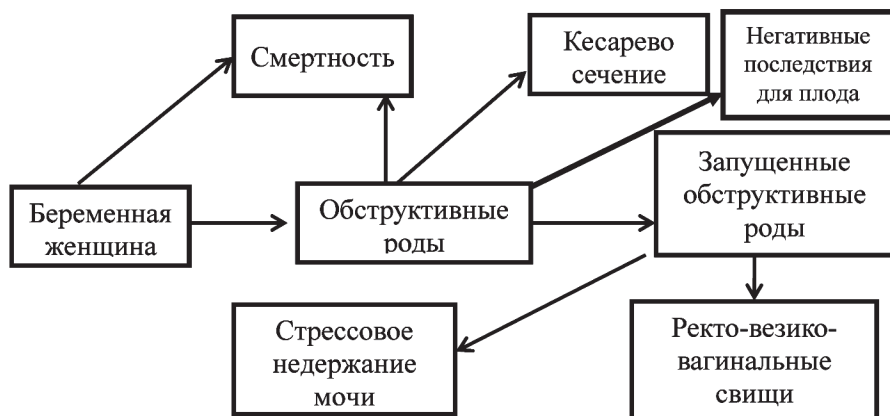 Смертность
Кесарево
сечение
Негативные
последствия
для плода
Беременная
женщина
Обструктивные
роды
Запущенные
обструктивные
роды
Стрессовое
недержание
мочи
Ректо-везико-
вагинальные
свищи